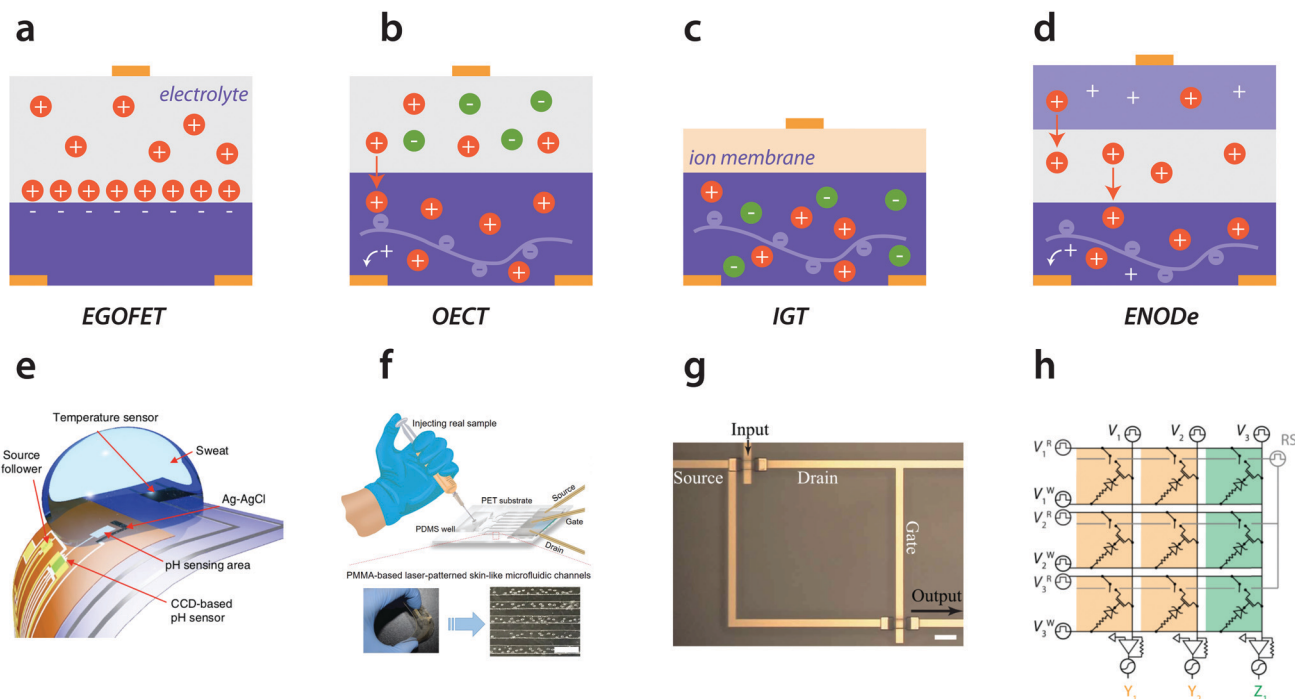 a
b
c
d
electrolyte
ion membrane
EGOFET
OECT
IGT
ENODe
e
f
g
h
Temperature sensor
Source
follower
Sweat
Ag-AgCl
pH sensing area
CCD-based
pH sensor
Injecting real sample
PET substrate
PDMS well
Source
Gate
Drain
PMMA-based laser-patterned skin-like microfluidic channels
Input
Source
Drain
Gate
Output
V1 V2 V3
RS
V1R
V1W
V2R
V2W
V3R
V3W